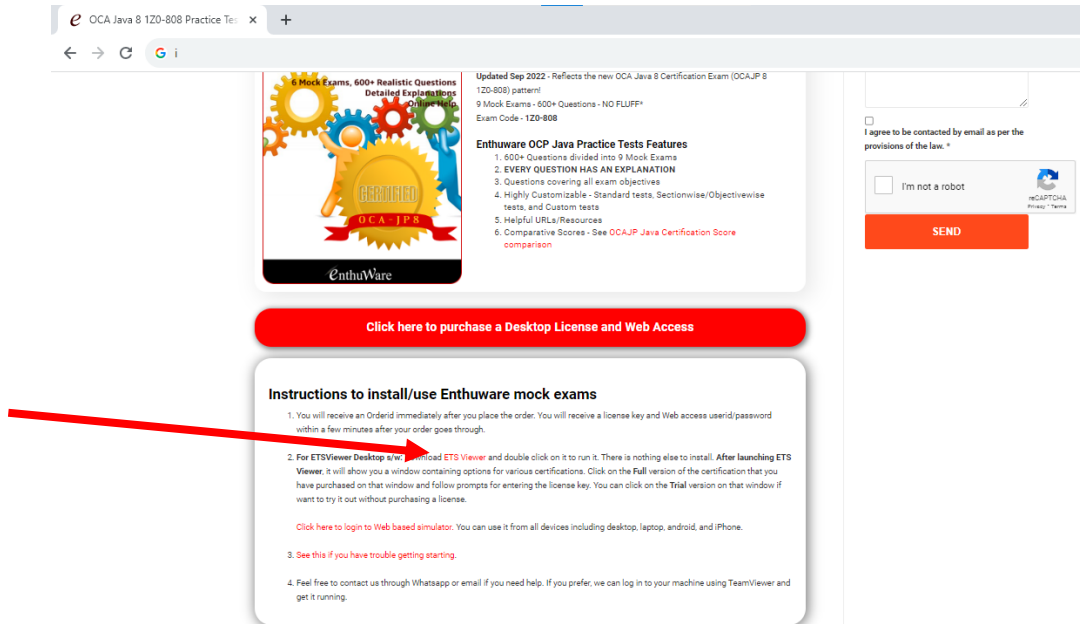 OCA Java 8 1Z0-808 Practice Tes
G i
6 Mock Exams, 600+ Realistic Questions
Detailed Explanations
Online Help
CERTIFIED
OCA-JP8
enthuWare
Updated Sep 2022 - Reflects the new OCA Java 8 Certification Exam (OCAJP 8
1Z0-808) pattern!
9 Mock Exams - 600+ Questions - NO FLUFF*
Exam Code - 1Z0-808
Enthuware OCP Java Practice Tests Features
1. 600+ Questions divided into 9 Mock Exams
2. EVERY QUESTION HAS AN EXPLANATION
3. Questions covering all exam objectives
4. Highly Customizable - Standard tests, Sectionwise/Objectivewise
tests, and Custom tests
5. Helpful URLs/Resources
6. Comparative Scores - See OCAJP Java Certification Score
comparison
I agree to be contacted by email as per the
provisions of the law. *
I'm not a robot
reCAPTCHA
Privacy - Terms
SEND
Click here to purchase a Desktop License and Web Access
Instructions to install/use Enthuware mock exams
1. You will receive an Orderid immediately after you place the order. You will receive a license key and Web access userid/password
within a few minutes after your order goes through.
2. For ETSViewer Desktop s/w: ETS Viewer and double click on it to run it. There is nothing else to install. After launching ETS
Viewer, it will show you a window containing options for various certifications. Click on the Full version of the certification that you
have purchased on that window and follow prompts for entering the license key. You can click on the Trial version on that window if
want to try it out without purchasing a license.
Click here to login to Web based simulator. You can use it from all devices including desktop, laptop, android, and iPhone.
3. See this if you have trouble getting starting.
4. Feel free to contact us through Whatsapp or email if you need help. If you prefer, we can log in to your machine using TeamViewer and
get it running.